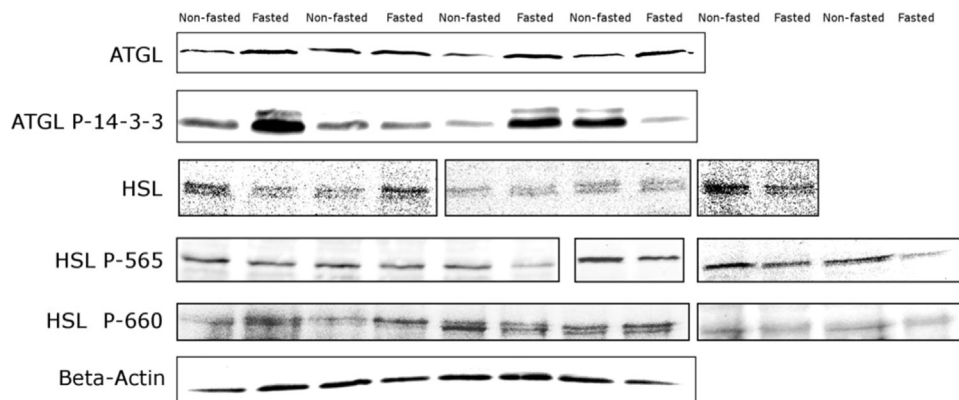 Non-fasted Fasted Non-fasted Fasted Non-fasted Fasted Non-fasted Fasted Non-fasted Fasted Non-fasted Fasted
ATGL
ATGL P-14-3-3
HSL
HSL P-565
HSL P-660
Beta-Actin